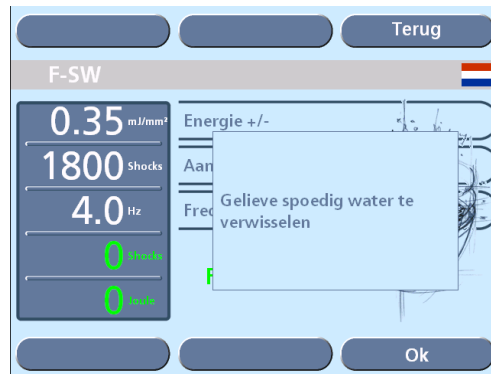 Terug
F-SW
0.35 mJ/mm²
Energie +/-
1800 Shocks
Aan
4.0 Hz
Freq
Gelieve spoedig water te
verwisselen
0 Shocks
F
0 Joule
Ok